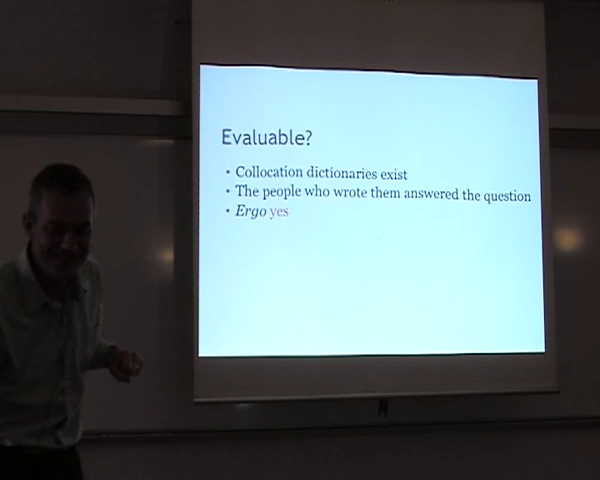 Evaluable?
• Collocation dictionaries exist
• The people who wrote them answered the question
• Ergo yes